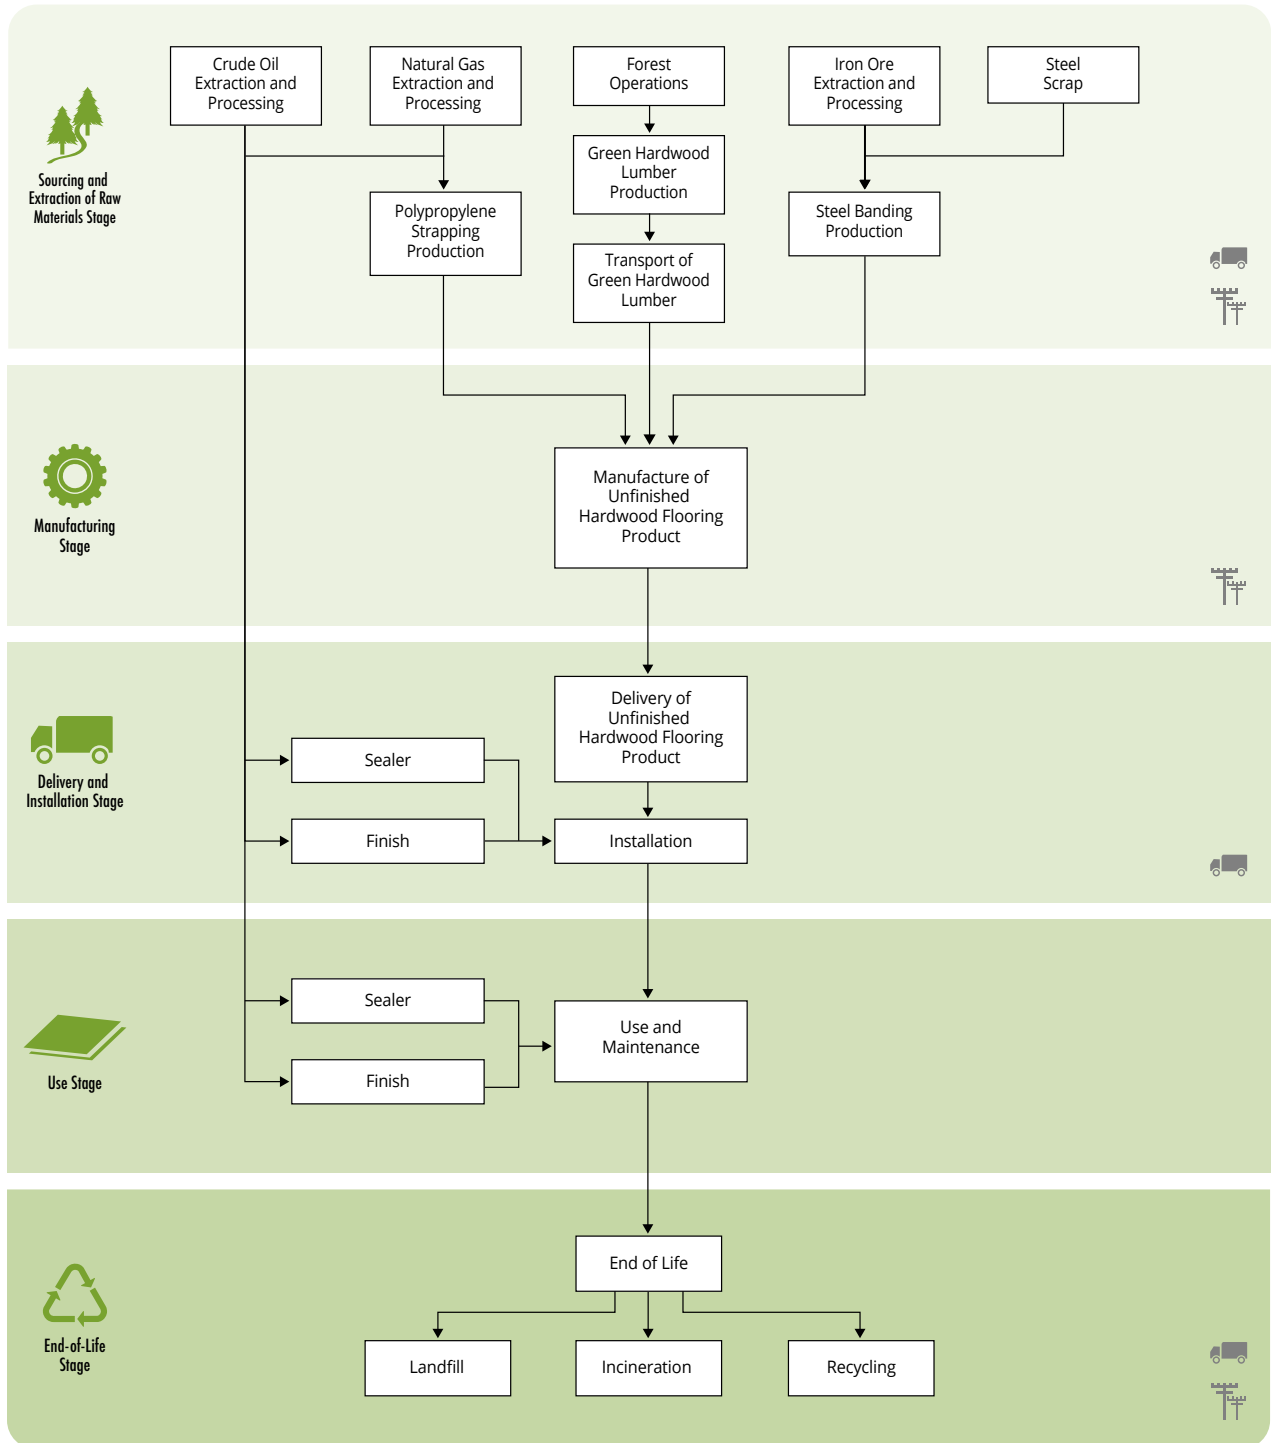 Crude Oil
Extraction and
Processing
Natural Gas
Extraction and
Processing
Forest
Operations
Iron Ore
Extraction and
Processing
Steel
Scrap
Green Hardwood
Lumber
Production
Sourcing and
Extraction of Raw
Materials Stage
Polypropylene
Strapping
Production
Steel Banding
Production
Transport of
Green Hardwood
Lumber
Manufacturing
Stage
Manufacture of
Unfinished
Hardwood Flooring
Product
Delivery and
Installation Stage
Delivery of
Unfinished
Hardwood Flooring
Product
Sealer
Finish
Installation
Use Stage
Sealer
Finish
Use and
Maintenance
End-of-Life
Stage
End of Life
Landfill
Incineration
Recycling